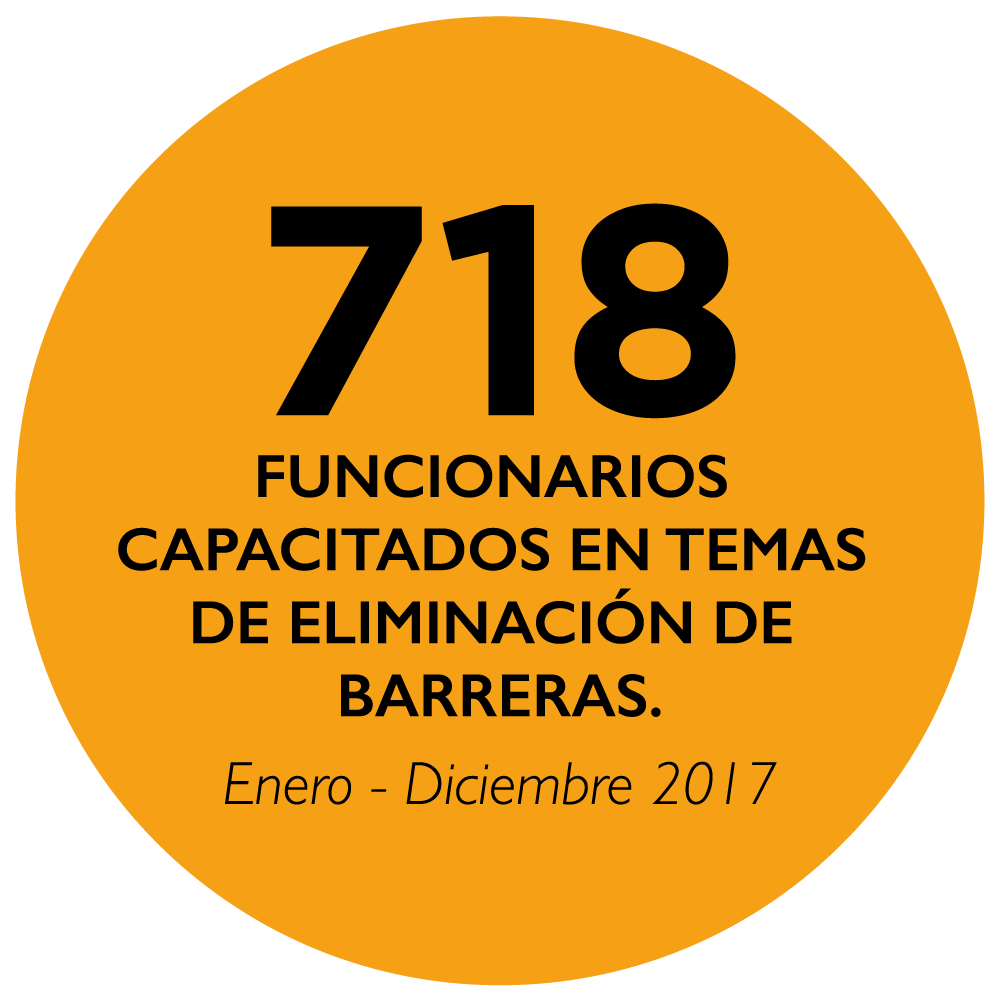 718
FUNCIONARIOS
CAPACITADOS EN TEMAS
DE ELIMINACIÓN DE
BARRERAS.
Enero - Diciembre 2017